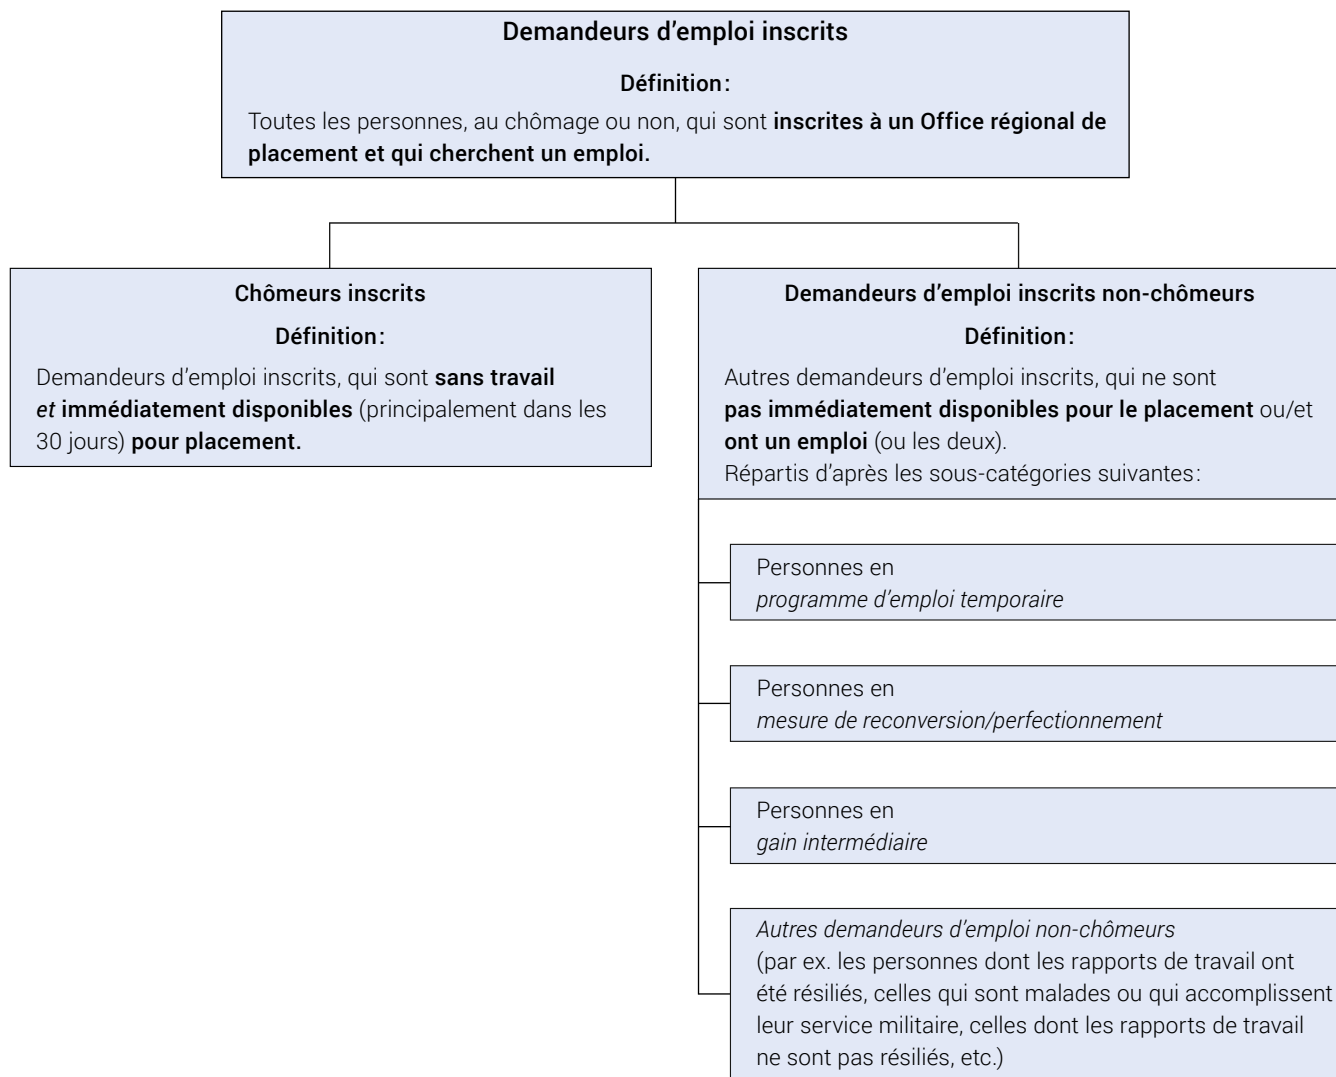 Demandeurs d’emploi inscrits
Définition:
Toutes les personnes, au chômage ou non, qui sont inscrites à un Office régional de
placement et qui cherchent un emploi.
Chômeurs inscrits
Définition:
Demandeurs d’emploi inscrits, qui sont sans travail
et immédiatement disponibles (principalement dans les
30 jours) pour placement.
Demandeurs d’emploi inscrits non-chômeurs
Définition:
Autres demandeurs d’emploi inscrits, qui ne sont
pas immédiatement disponibles pour le placement ou/et
ont un emploi (ou les deux).
Répartis d’après les sous-catégories suivantes:
Personnes en
programme d’emploi temporaire
Personnes en
mesure de reconversion/perfectionnement
Personnes en
gain intermédiaire
Autres demandeurs d’emploi non-chômeurs
(par ex. les personnes dont les rapports de travail ont
été résiliés, celles qui sont malades ou qui accomplissent
leur service militaire, celles dont les rapports de travail
ne sont pas résiliés, etc.)